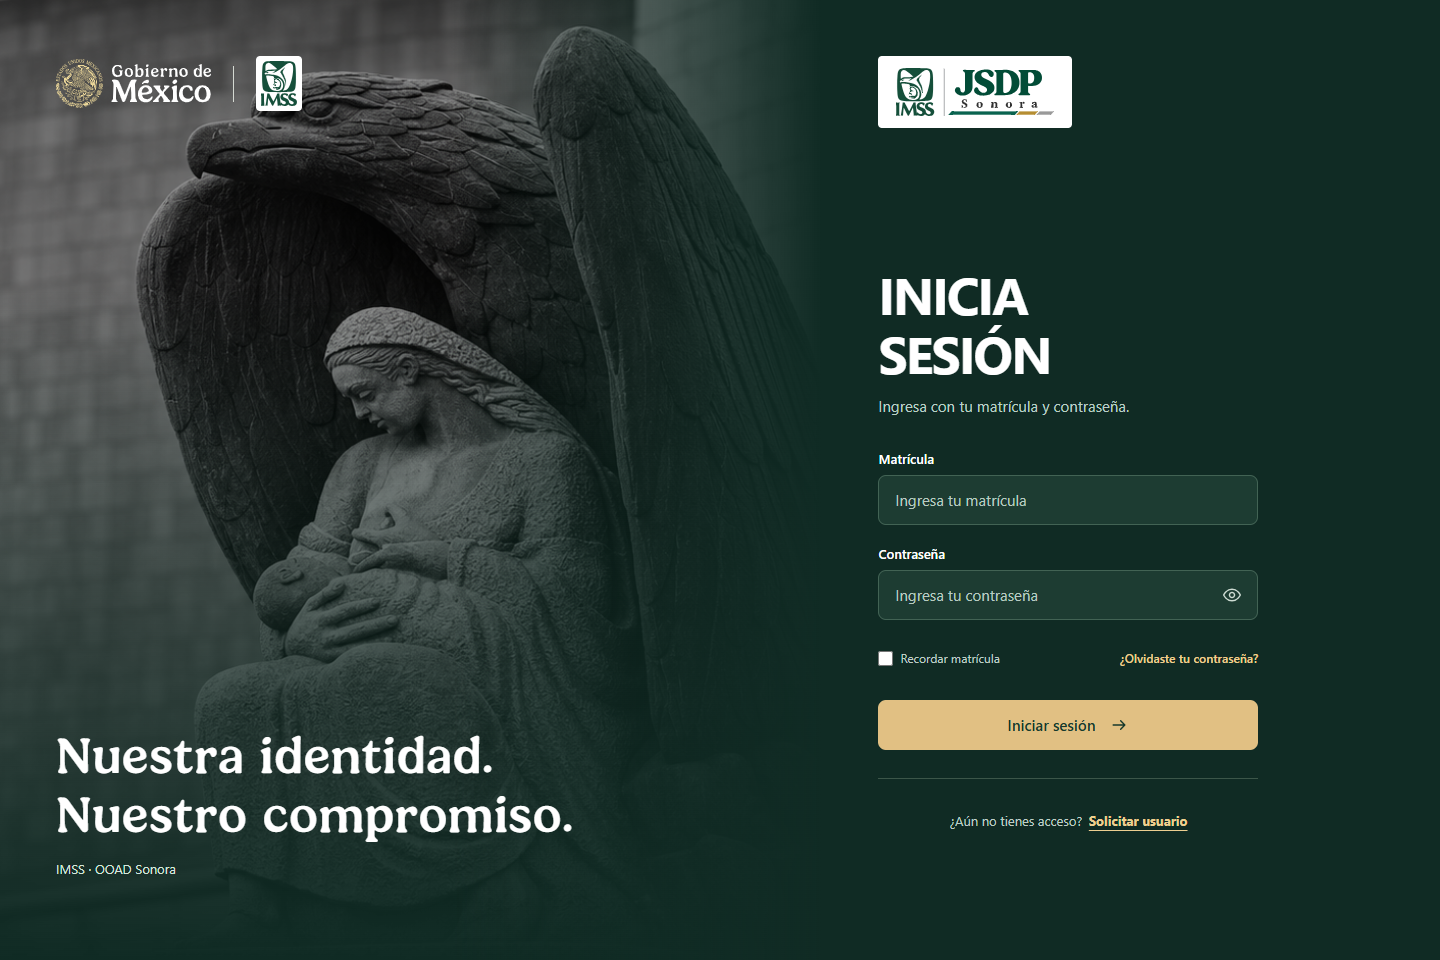 Gobierno de
México
IMSS
IMSS
JSDP
Sonora
INICIA
SESIÓN
Ingresa con tu matrícula y contraseña.
Matrícula
Ingresa tu matrícula
Contraseña
Ingresa tu contraseña
Recordar matrícula
¿Olvidaste tu contraseña?
Iniciar sesión
¿Aún no tienes acceso? Solicitar usuario
Nuestra identidad.
Nuestro compromiso.
IMSS · OOAD Sonora